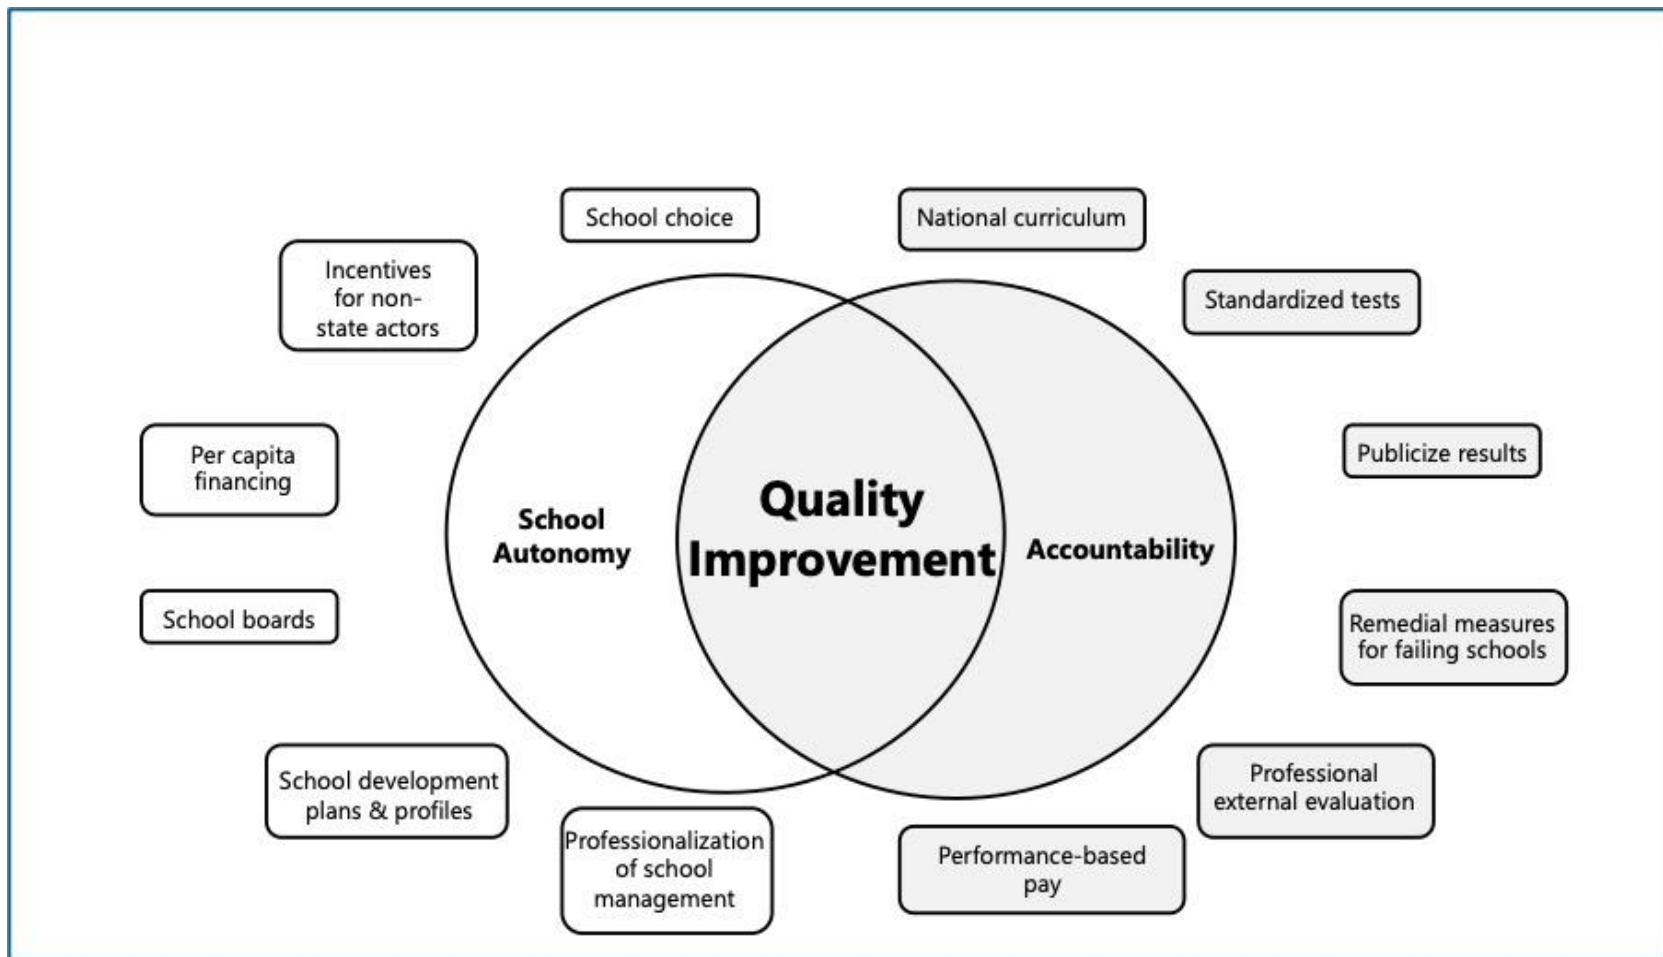 School choice
National curriculum
Incentives
for non-
state actors
Standardized tests
Per capita
financing
Publicize results
School
Autonomy
Quality
Improvement
Accountability
School boards
Remedial measures
for failing schools
School development
plans & profiles
Professional
external evaluation
Professionalization
of school
management
Performance-based
pay